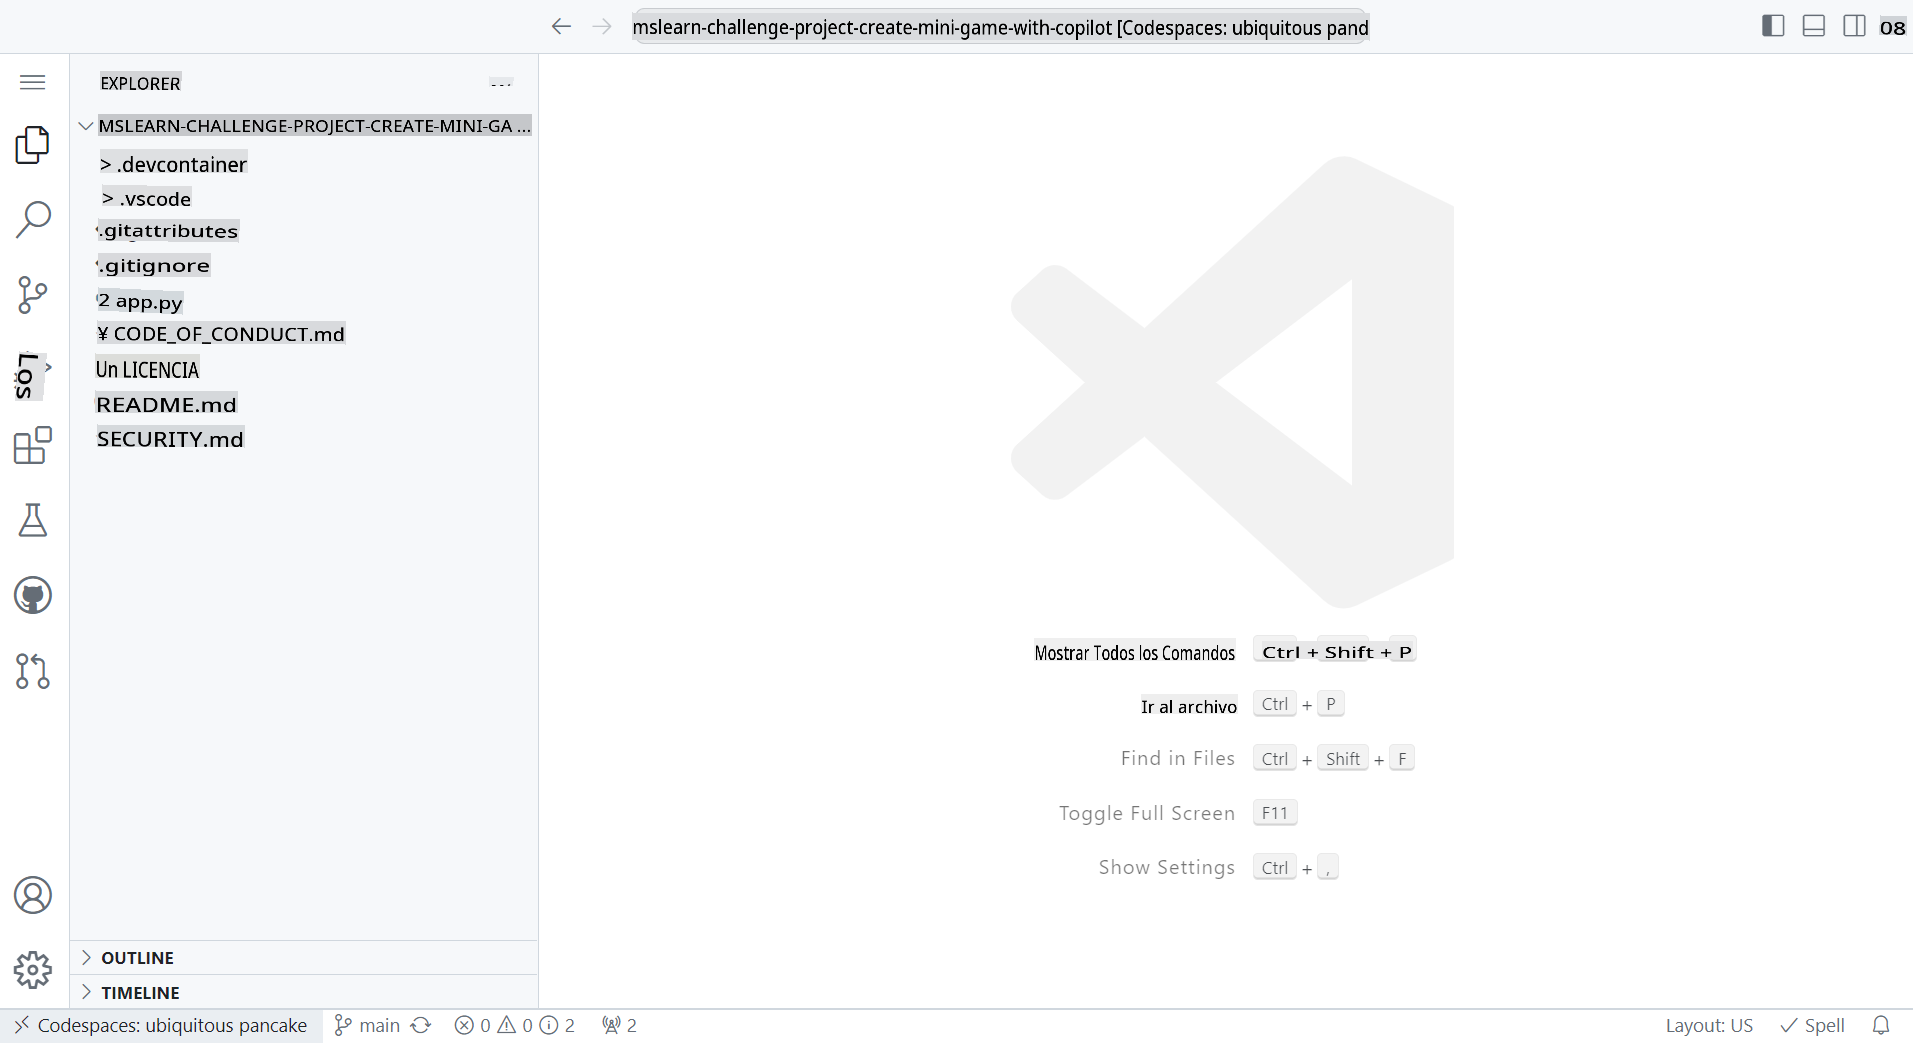 mslearn-challenge-project-create-mini-game-with-copilot [Codespaces: ubiquitous pand
08
EXPLORER
...
MSLEARN-CHALLENGE-PROJECT-CREATE-MINI-GA ...
> .devcontainer
> .vscode
.gitattributes
.gitignore
2 app.py
¥ CODE_OF_CONDUCT.md
Un LICENCIA
README.md
SECURITY.md
Los
Mostrar Todos los Comandos Ctrl + Shift + P
Ir al archivo Ctrl + P
Find in Files Ctrl + Shift + F
Toggle Full Screen F11
Show Settings Ctrl + ,
OUTLINE
TIMELINE
Codespaces: ubiquitous pancake main 0 0 2 2 Layout: US Spell